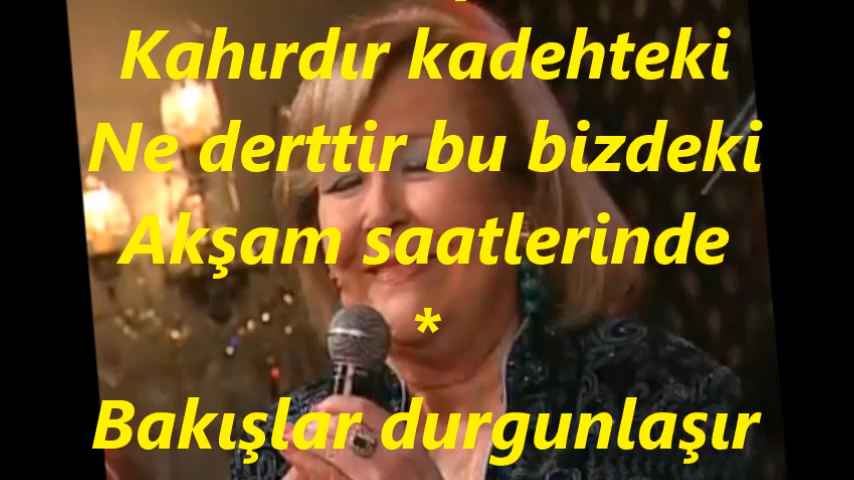 Kahırdır kadehteki
Ne derttir bu bizdeki
Akşam saatlerinde
*
Bakışlar durgunlaşır